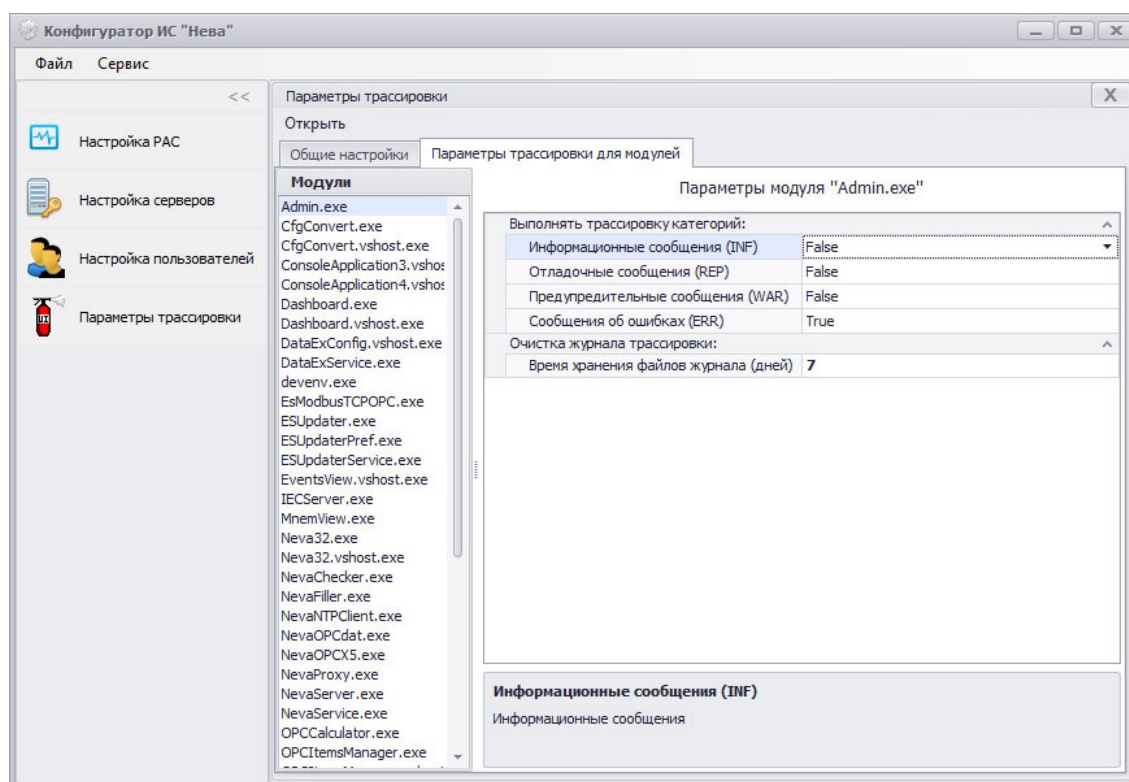 Конфигуратор ИС "Нева"
Файл Сервис
<<
Настройка РАС
Настройка серверов
Настройка пользователей
Параметры трассировки
Параметры трассировки
X
Открыть
Общие настройки
Параметры трассировки для модулей
Модули
Admin.exe
CfgConvert.exe
CfgConvert.vshost.exe
ConsoleApplication3.vshos
ConsoleApplication4.vshos
Dashboard.exe
Dashboard.vshost.exe
DataExConfig.vshost.exe
DataExService.exe
devenv.exe
EsModbusTCPOPC.exe
ESUpdater.exe
ESUpdaterPref.exe
ESUpdaterService.exe
EventsView.vshost.exe
IECServer.exe
MnemView.exe
Neva32.exe
Neva32.vshost.exe
NevaChecker.exe
NevaFiller.exe
NevaNTPClient.exe
NevaOPCdat.exe
NevaOPCX5.exe
NevaProxy.exe
NevaServer.exe
NevaService.exe
OPCCalculator.exe
OPCItemsManager.exe
Параметры модуля "Admin.exe"
Выполнять трассировку категорий:
Информационные сообщения (INF) False
Отладочные сообщения (REP) False
Предупредительные сообщения (WAR) False
Сообщения об ошибках (ERR) True
Очистка журнала трассировки:
Время хранения файлов журнала (дней) 7
Информационные сообщения (INF)
Информационные сообщения